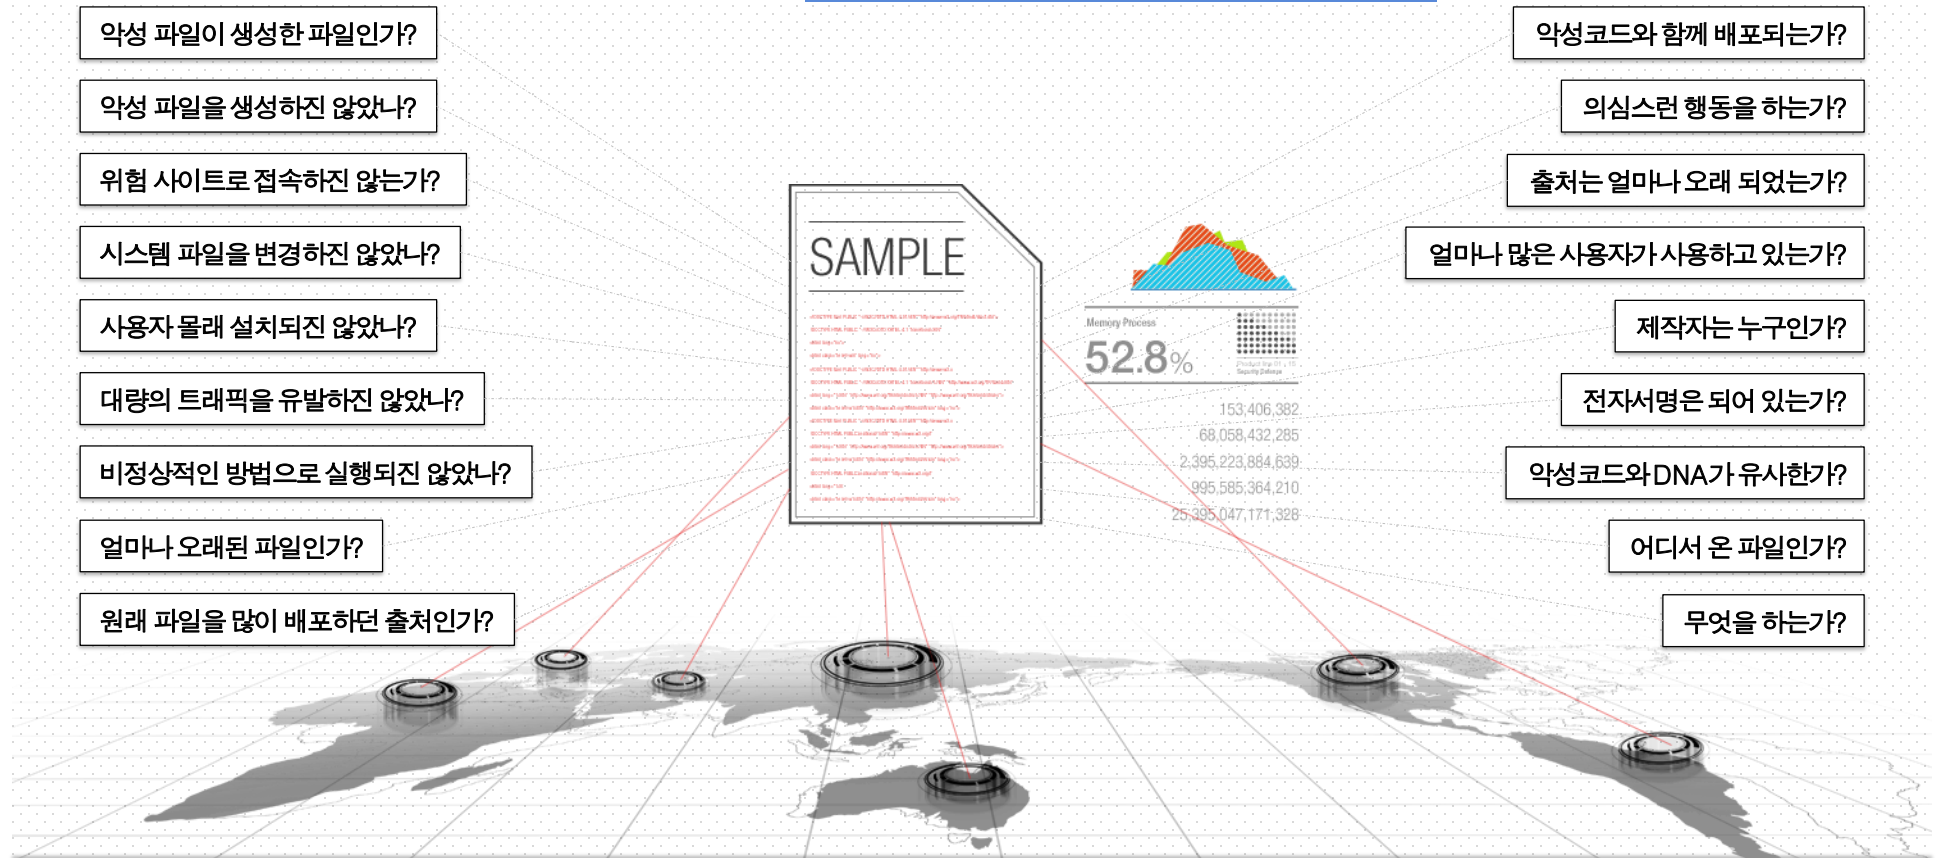 악성 파일이 생성한 파일인가?
악성 파일을 생성하진 않았나?
위험 사이트로 접속하진 않는가?
시스템 파일을 변경하진 않았나?
사용자 몰래 설치되진 않았나?
대량의 트래픽을 유발하진 않았나?
비정상적인 방법으로 실행되진 않았나?
얼마나 오래된 파일인가?
원래 파일을 많이 배포하던 출처인가?
SAMPLE
Memory Process
52.8%
Security Defense
153,406,382
68,058,432,285
2,395,223,884,639
995,585,364,210
25,395,047,171,328
악성코드와 함께 배포되는가?
의심스런 행동을 하는가?
출처는 얼마나 오래 되었는가?
얼마나 많은 사용자가 사용하고 있는가?
제작자는 누구인가?
전자서명은 되어 있는가?
악성코드와 DNA가 유사한가?
어디서 온 파일인가?
무엇을 하는가?